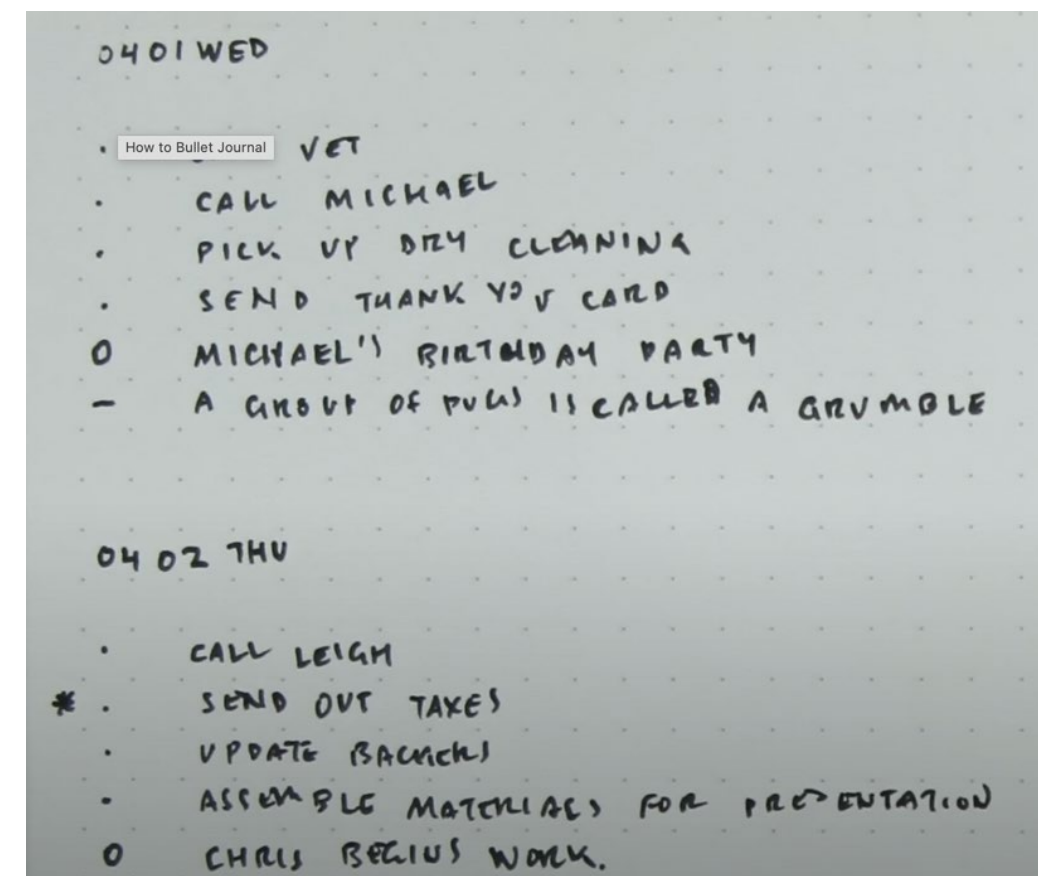 0401 WED
• How to Bullet Journal VET
• CALL MICHAEL
• PICK UP DRY CLEANING
• SEND THANK YOU CARD
O MICHAEL'S BIRTHDAY PARTY
– A GROUP OF PUGS IS CALLED A GRUMBLE
04 02 THU
• CALL LEIGH
* • SEND OUT TAXES
• UPDATE BACKERS
• ASSEMBLE MATERIALS FOR PRESENTATION
O CHRIS BEGINS WORK.